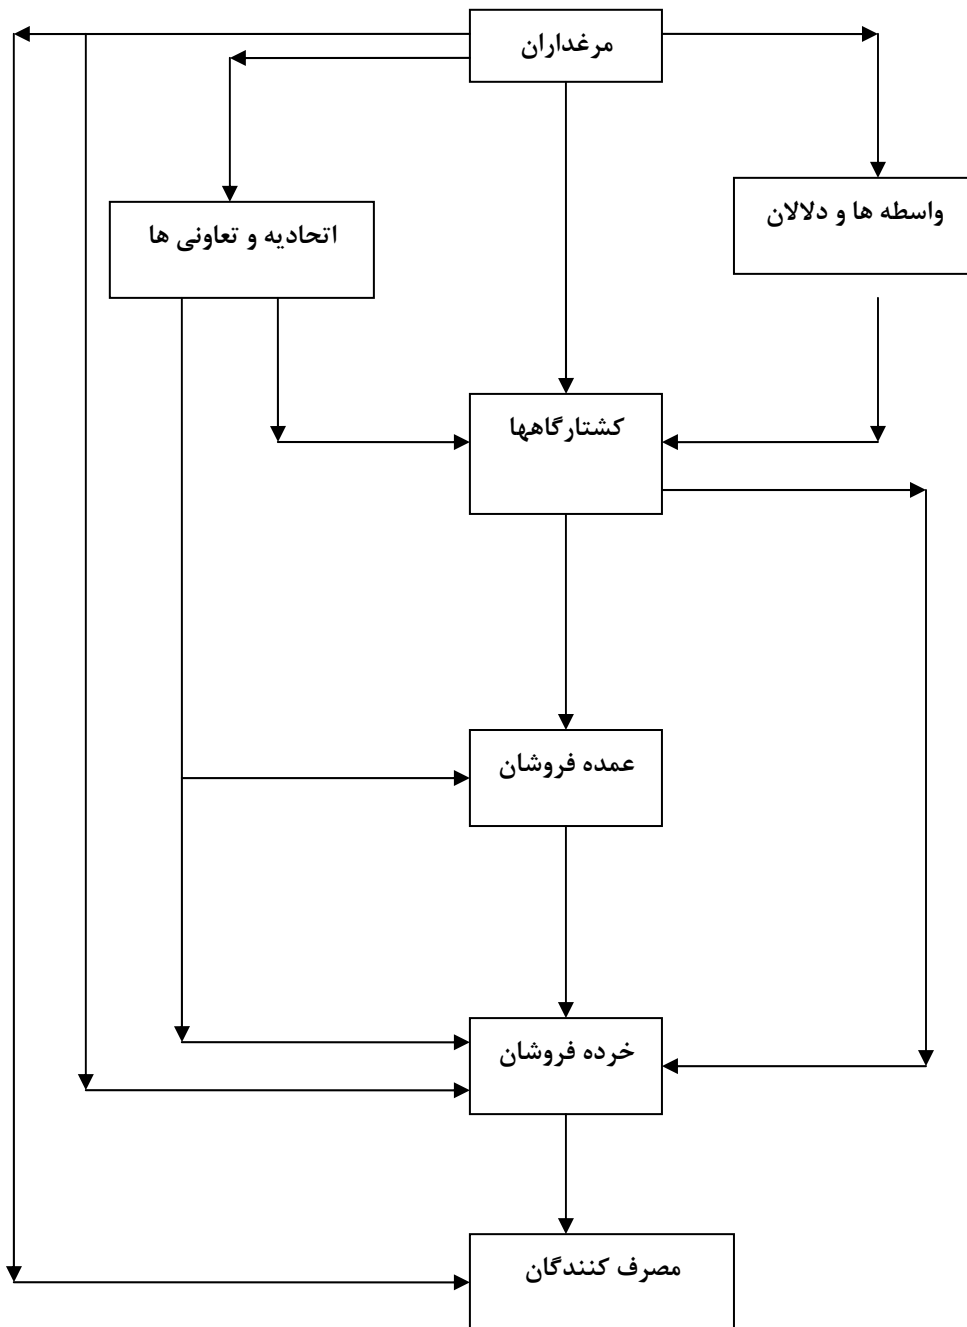 مرغداران
واسطه ها و دلالان
اتحادیه و تعاونی ها
کشتارگاهها
عمده فروشان
خرده فروشان
مصرف کنندگان